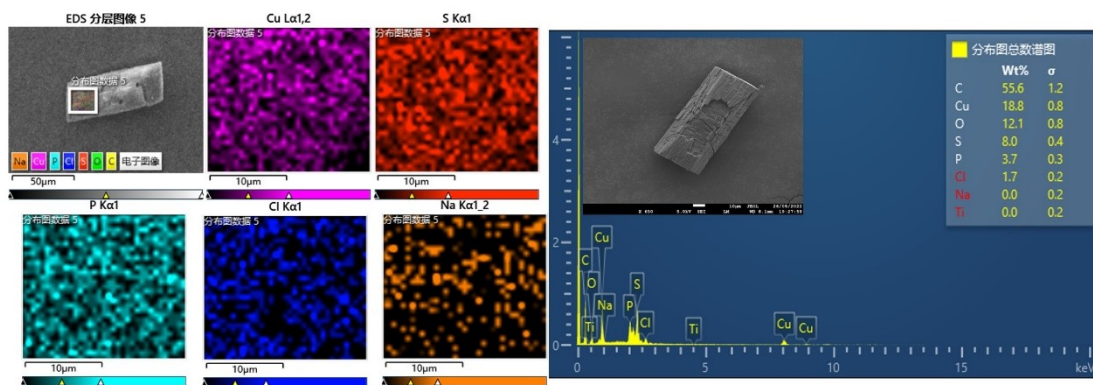 EDS 分层图像 5
Cu Lα1,2
S Kα1
分布图数据 5
分布图数据 5
分布图数据 5
Na
Cu
P
Cl
S
O
C
电子图像
50μm
10μm
10μm
P Kα1
Cl Kα1
Na Kα1_2
分布图数据 5
分布图数据 5
分布图数据 5
10μm
10μm
10μm
分布图总数谱图
Wt% σ
C 55.6 1.2
Cu 18.8 0.8
O 12.1 0.8
S 8.0 0.4
P 3.7 0.3
Cl 1.7 0.2
Na 0.0 0.2
Ti 0.0 0.2
4
2
Cu
C
O
Na
Ti
P
S
Cl
Ti
Cu
Cu
0
5
10
15
keV
10μm JEOL